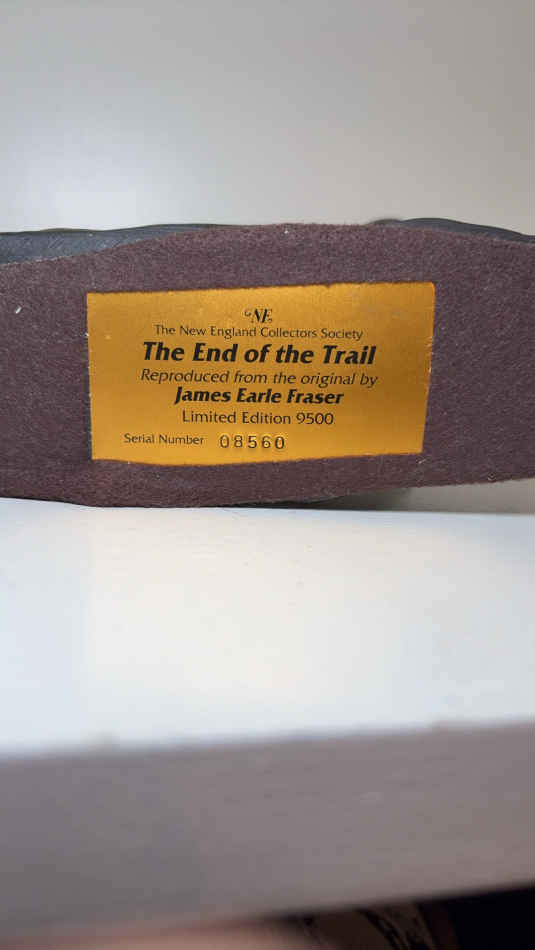 NE
The New England Collectors Society
The End of the Trail
Reproduced from the original by
James Earle Fraser
Limited Edition 9500
Serial Number 08560